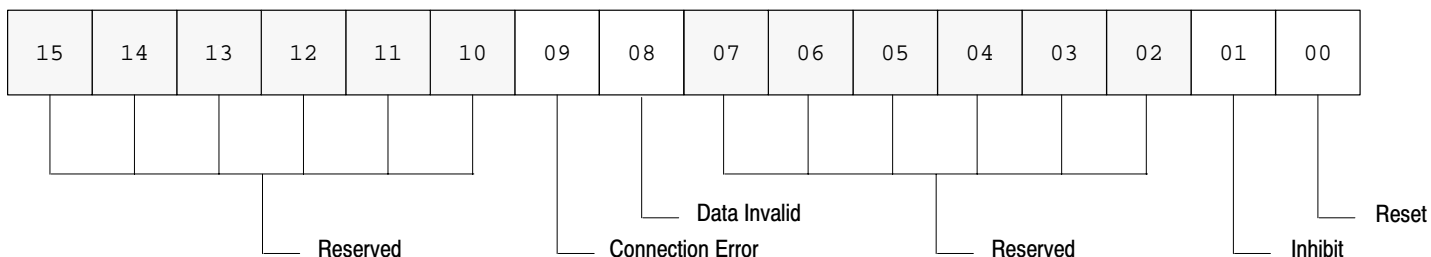 15 14 13 12 11 10 09 08 07 06 05 04 03 02 01 00
Data Invalid Reset
Reserved Connection Error Reserved Inhibit